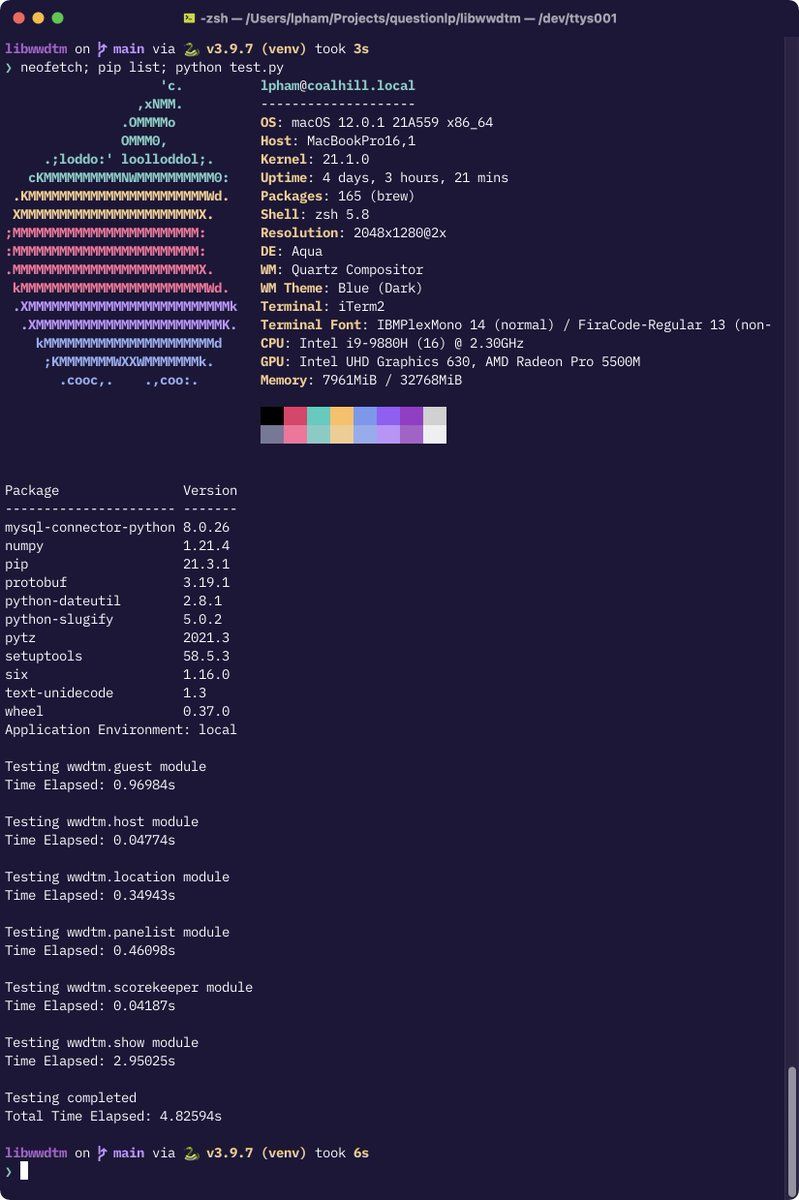 -zsh — /Users/lpham/Projects/questionlp/libwwdtm — /dev/ttys001
libwwdtm on main via 🐍 v3.9.7 (venv) took 3s
❯ neofetch; pip list; python test.py
'c. lpham@coalhill.local
,xNMM. --------------------
.OMMMMo OS: macOS 12.0.1 21A559 x86_64
OMMM0, Host: MacBookPro16,1
.;loddo:' loolloddol;. Kernel: 21.1.0
cKMMMMMMMMMMNWMMMMMMMMMM0: Uptime: 4 days, 3 hours, 21 mins
.KMMMMMMMMMMMMMMMMMMMMMMMWd. Packages: 165 (brew)
XMMMMMMMMMMMMMMMMMMMMMMMX. Shell: zsh 5.8
;MMMMMMMMMMMMMMMMMMMMMMMM: Resolution: 2048x1280@2x
:MMMMMMMMMMMMMMMMMMMMMMMM: DE: Aqua
.MMMMMMMMMMMMMMMMMMMMMMMMX. WM: Quartz Compositor
kMMMMMMMMMMMMMMMMMMMMMMMMWd. WM Theme: Blue (Dark)
.XMMMMMMMMMMMMMMMMMMMMMMMMMMk Terminal: iTerm2
.XMMMMMMMMMMMMMMMMMMMMMMMMK. Terminal Font: IBMPlexMono 14 (normal) / FiraCode-Regular 13 (non-
kMMMMMMMMMMMMMMMMMMMMMMd CPU: Intel i9-9880H (16) @ 2.30GHz
;KMMMMMMMWXXWMMMMMMMk. GPU: Intel UHD Graphics 630, AMD Radeon Pro 5500M
.cooc,. .,coo:. Memory: 7961MiB / 32768MiB
Package Version
---------------------- -------
mysql-connector-python 8.0.26
numpy 1.21.4
pip 21.3.1
protobuf 3.19.1
python-dateutil 2.8.1
python-slugify 5.0.2
pytz 2021.3
setuptools 58.5.3
six 1.16.0
text-unidecode 1.3
wheel 0.37.0
Application Environment: local
Testing wwdtm.guest module
Time Elapsed: 0.96984s
Testing wwdtm.host module
Time Elapsed: 0.04774s
Testing wwdtm.location module
Time Elapsed: 0.34943s
Testing wwdtm.panelist module
Time Elapsed: 0.46098s
Testing wwdtm.scorekeeper module
Time Elapsed: 0.04187s
Testing wwdtm.show module
Time Elapsed: 2.95025s
Testing completed
Total Time Elapsed: 4.82594s
libwwdtm on main via 🐍 v3.9.7 (venv) took 6s
❯